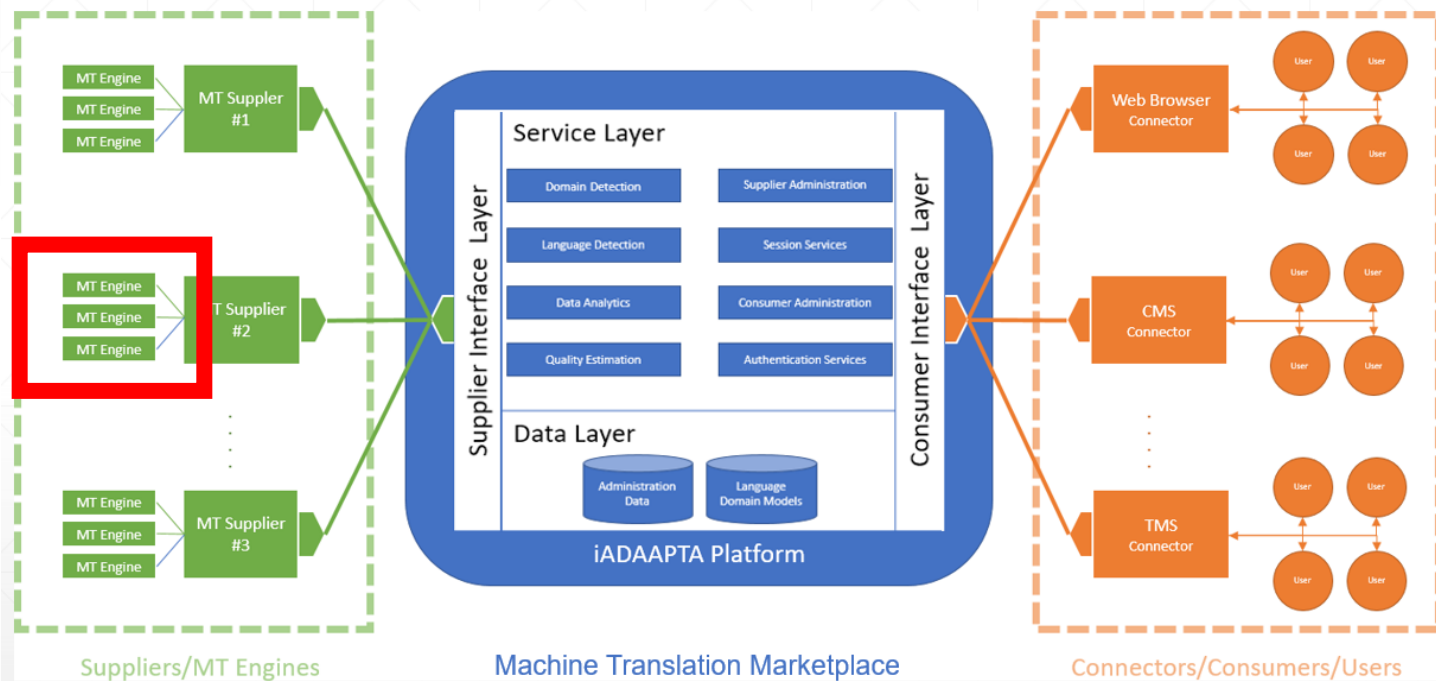 MT Engine
MT Engine
MT Engine
MT Suppler
#1
MT Engine
MT Engine
MT Engine
T Supplier
#2
MT Engine
MT Engine
MT Engine
MT Supplier
#3
Suppliers/MT Engines
Supplier Interface Layer
Service Layer
Domain Detection
Supplier Administration
Language Detection
Session Services
Data Analytics
Consumer Administration
Quality Estimation
Authentication Services
Data Layer
Administration
Data
Language
Domain Models
Consumer Interface Layer
iADAAPTA Platform
Machine Translation Marketplace
Web Browser
Connector
User
User
User
User
CMS
Connector
User
User
User
User
TMS
Connector
User
User
User
User
Connectors/Consumers/Users